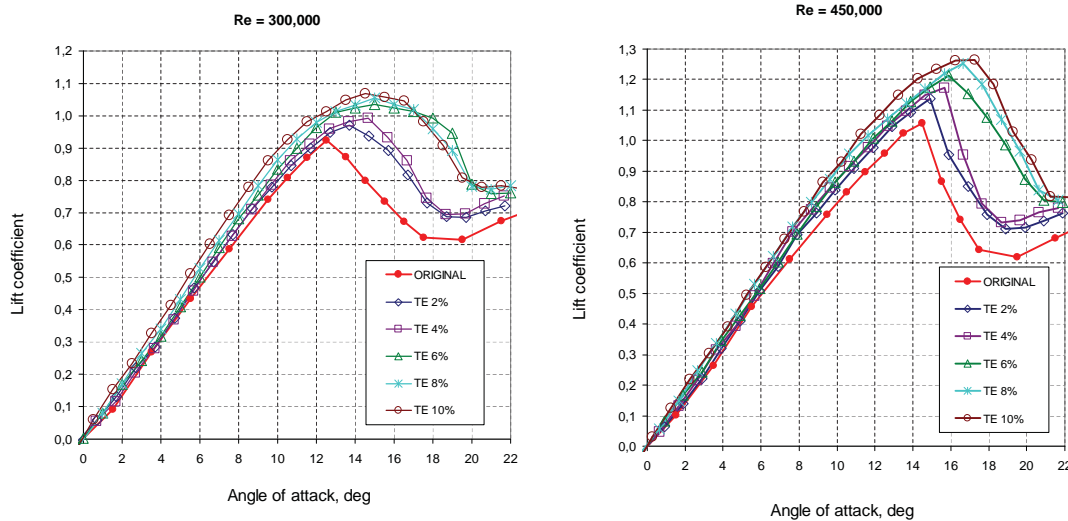 Re = 300,000
1,2
1,1
1,0
0,9
0,8
0,7
0,6
0,5
0,4
0,3
0,2
0,1
0,0
Lift coefficient
0 2 4 6 8 10 12 14 16 18 20 22
Angle of attack, deg
ORIGINAL
TE 2%
TE 4%
TE 6%
TE 8%
TE 10%
Re = 450,000
1,3
1,2
1,1
1,0
0,9
0,8
0,7
0,6
0,5
0,4
0,3
0,2
0,1
0,0
Lift coefficient
0 2 4 6 8 10 12 14 16 18 20 22
Angle of attack, deg
ORIGINAL
TE 2%
TE 4%
TE 6%
TE 8%
TE 10%